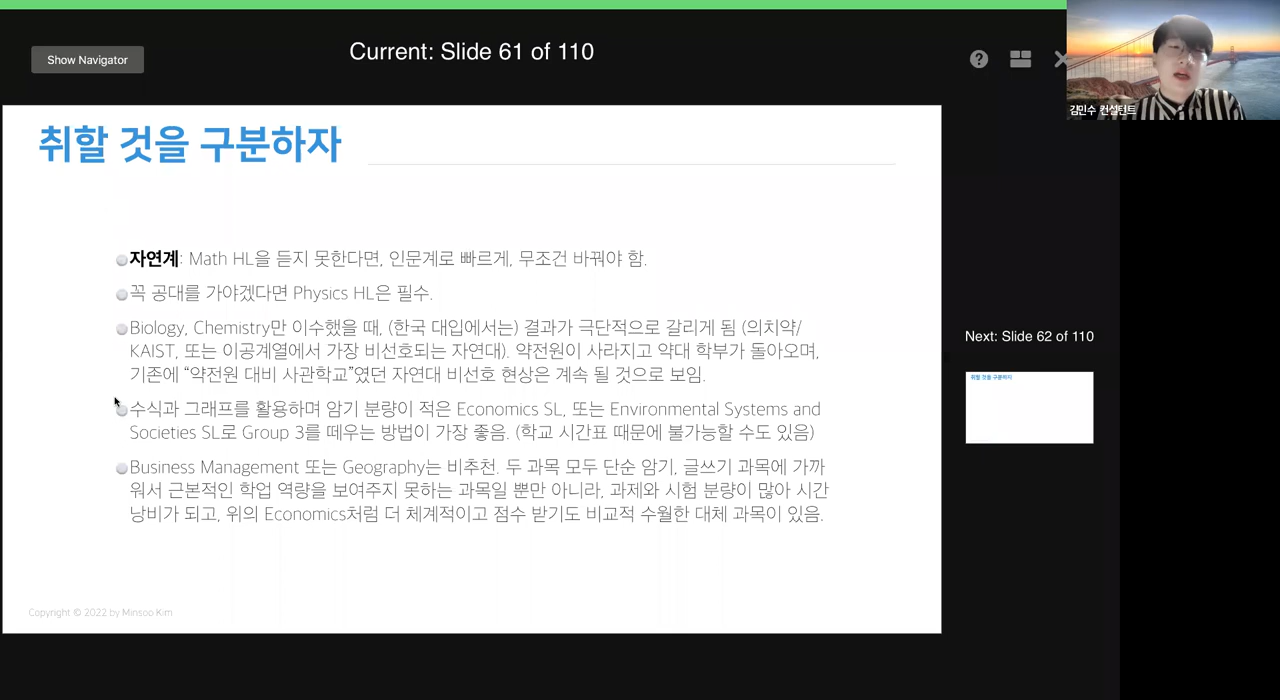 Show Navigator
Current: Slide 61 of 110
김민수 컨설턴트
취할 것을 구분하자
자연계: Math HL을 듣지 못한다면, 인문계로 빠르게, 무조건 바꿔야 함.
꼭 공대를 가야겠다면 Physics HL은 필수.
Biology, Chemistry만 이수했을 때, (한국 대입에서는) 결과가 극단적으로 갈리게 됨 (의치약/
KAIST, 또는 이공계열에서 가장 비선호되는 자연대). 약전원이 사라지고 약대 학부가 돌아오며,
기존에 “약전원 대비 사관학교”였던 자연대 비선호 현상은 계속 될 것으로 보임.
수식과 그래프를 활용하며 암기 분량이 적은 Economics SL, 또는 Environmental Systems and
Societies SL로 Group 3를 떼우는 방법이 가장 좋음. (학교 시간표 때문에 불가능할 수도 있음)
Business Management 또는 Geography는 비추천. 두 과목 모두 단순 암기, 글쓰기 과목에 가까
워서 근본적인 학업 역량을 보여주지 못하는 과목일 뿐만 아니라, 과제와 시험 분량이 많아 시간
낭비가 되고, 위의 Economics처럼 더 체계적이고 점수 받기도 비교적 수월한 대체 과목이 있음.
Copyright © 2022 by Minsoo Kim
Next: Slide 62 of 110
취할 것을 구분하자